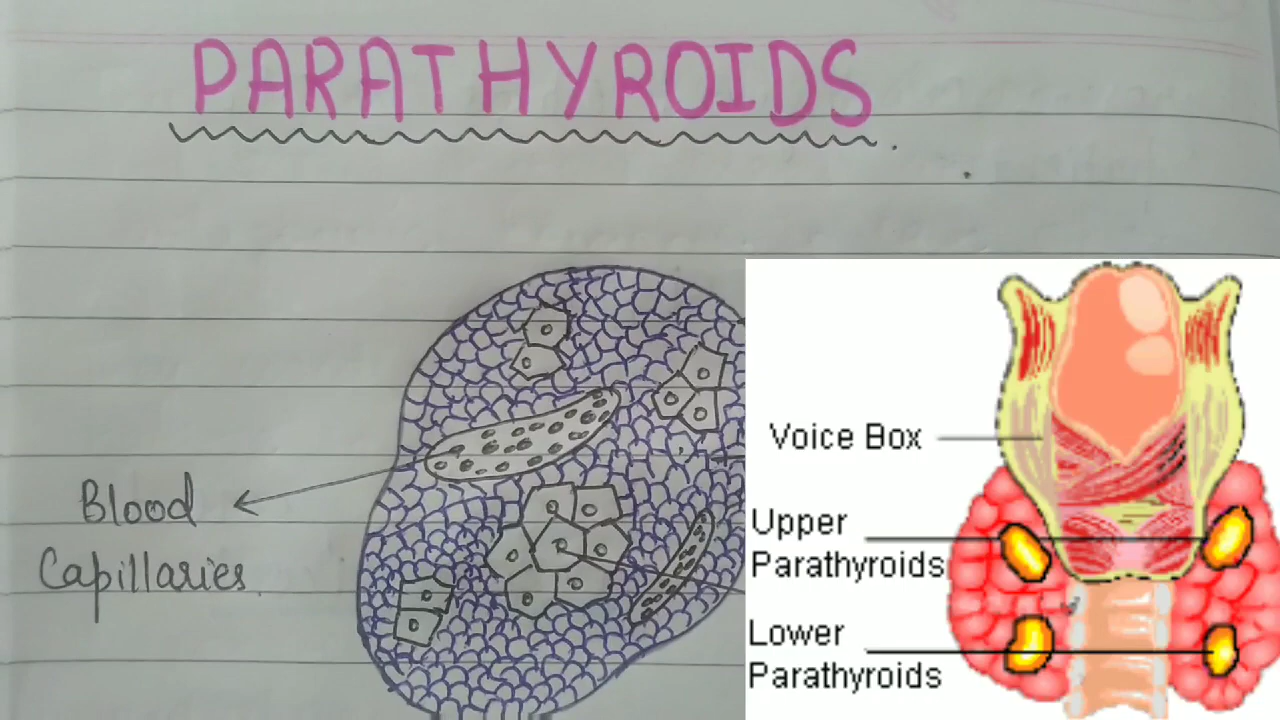 PARATHYROIDS.
Blood
Capillaries
Voice Box
Upper
Parathyroids
Lower
Parathyroids